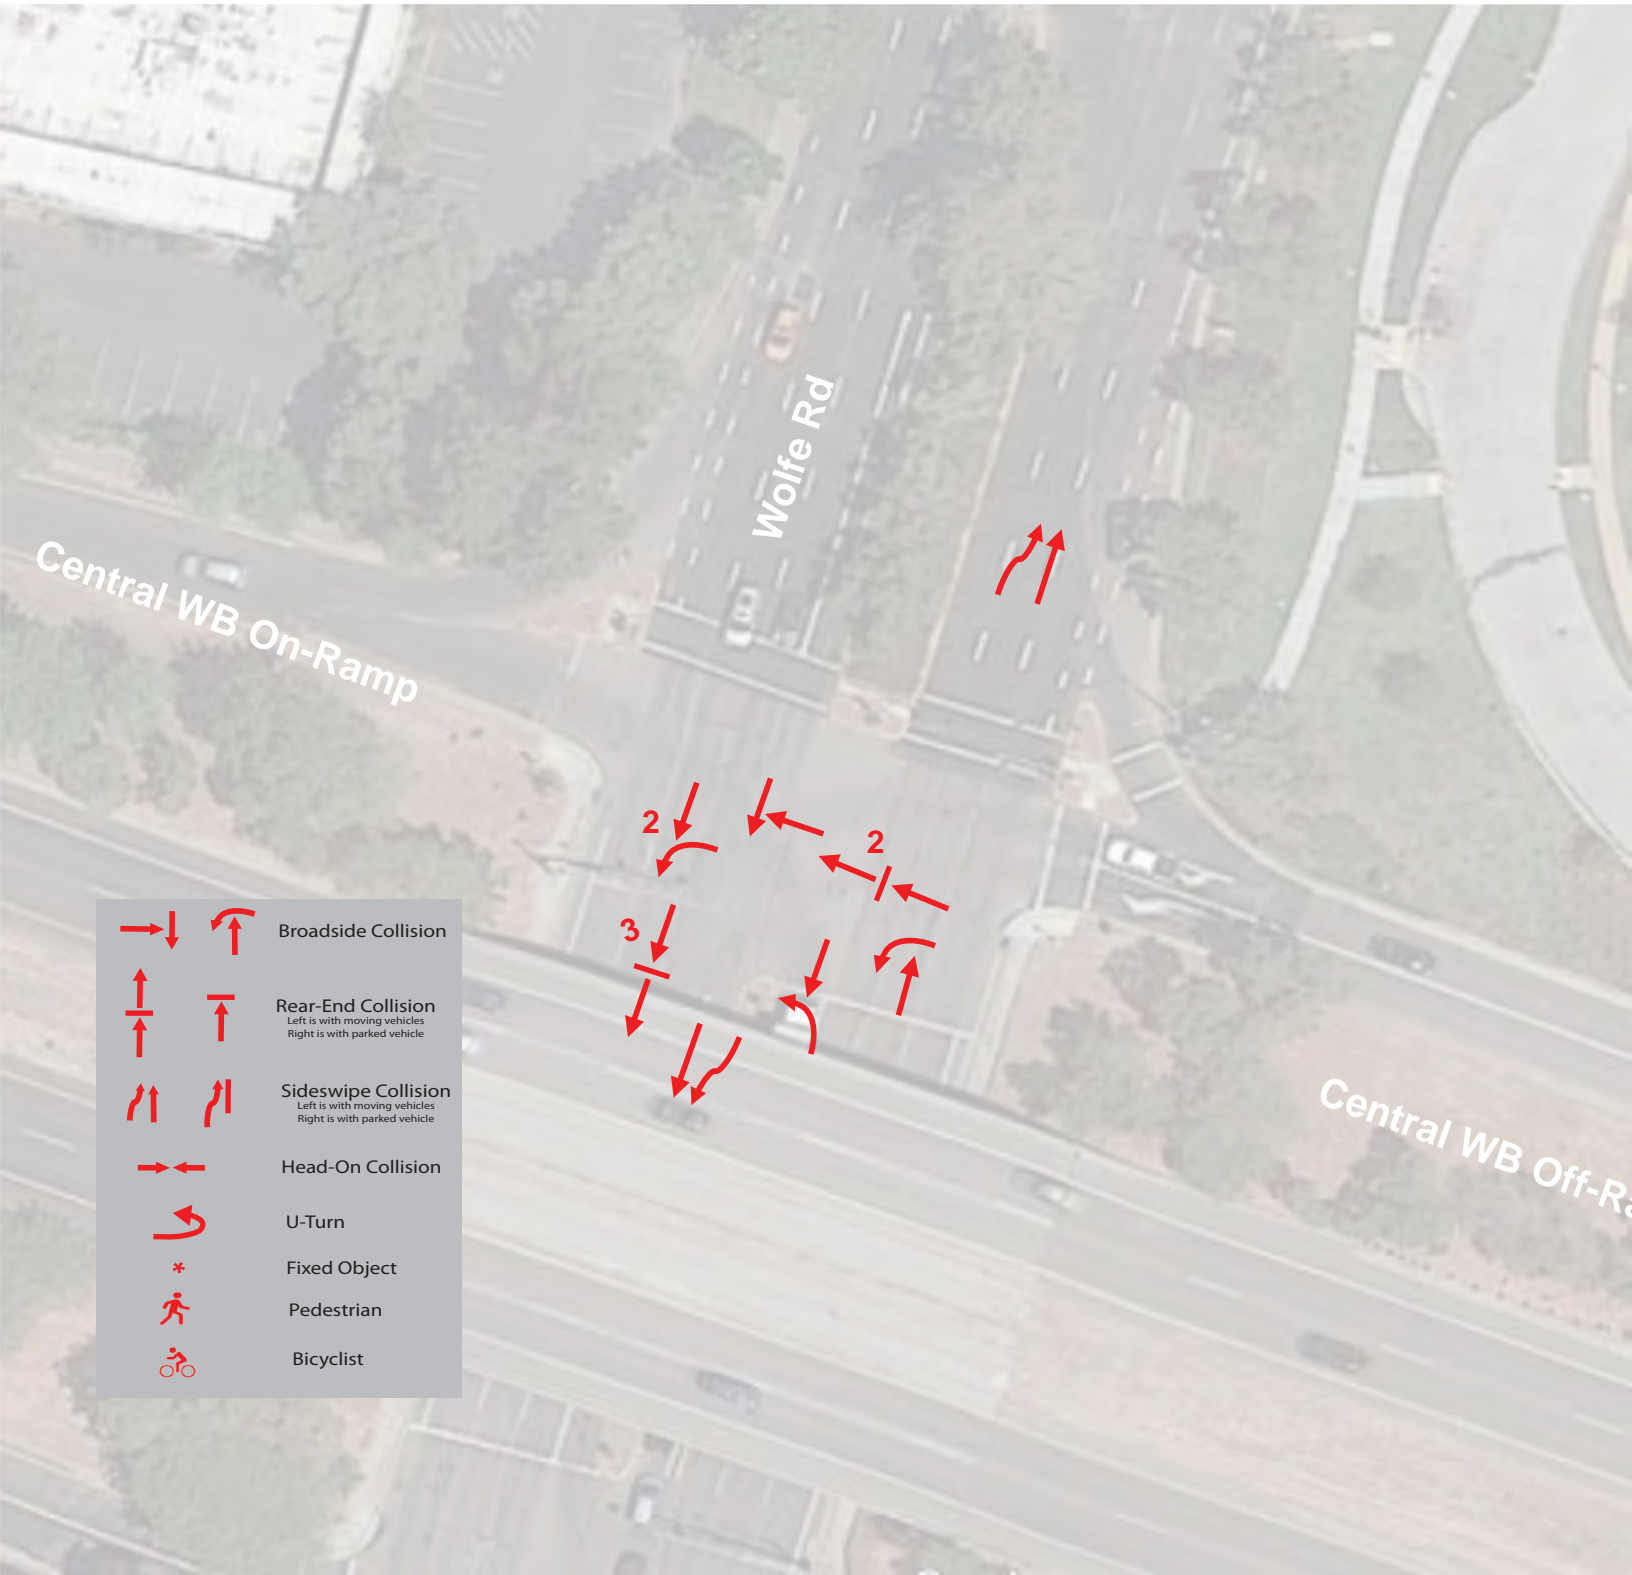 Wolfe Rd
Central WB On-Ramp
2
2
3
Broadside Collision
Rear-End Collision
Left is with moving vehicles
Right is with parked vehicle
Sideswipe Collision
Left is with moving vehicles
Right is with parked vehicle
Head-On Collision
U-Turn
Fixed Object
Pedestrian
Bicyclist
Central WB Off-Ra